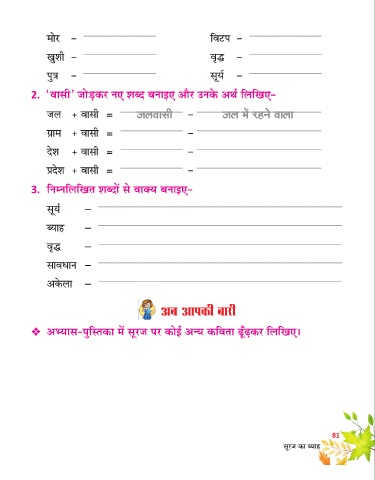 मोर – विटप –
खुशी – वृद्ध –
पुत्र – सूर्य –
2. 'वासी' जोड़कर नए शब्द बनाइए और उनके अर्थ लिखिए–
जल + वासी = जलवासी – जल में रहने वाला
ग्राम + वासी = –
देश + वासी = –
प्रदेश + वासी = –
3. निम्नलिखित शब्दों से वाक्य बनाइए–
सूर्य –
ब्याह –
वृद्ध –
सावधान –
अकेला –
अब आपकी बारी
❖ अभ्यास-पुस्तिका में सूरज पर कोई अन्य कविता ढूँढ़कर लिखिए।
81
सूरज का ब्याह